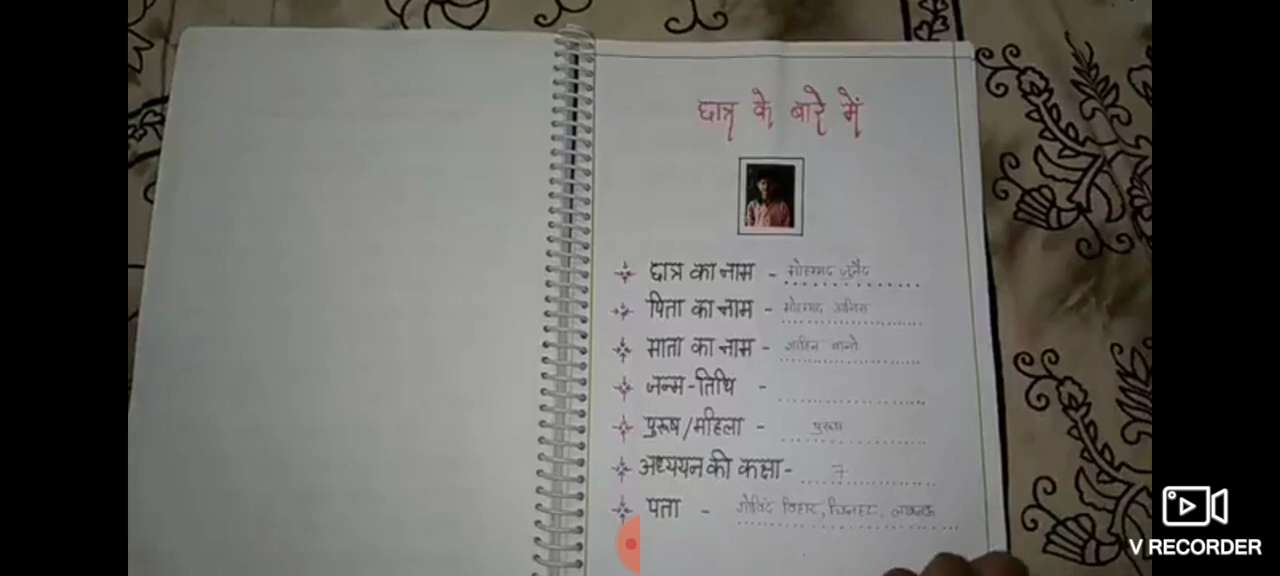 छात्र के बारे में
छात्र का नाम - मोहम्मद जुनैद
पिता का नाम - मोहम्मद अनिस
माता का नाम - शाहिन बानो
जन्म-तिथि -
पुरूष/महिला - पुरूष
अध्ययन की कक्षा- 7
पता - गोविंद विहार, चिनहट, लखनऊ
V RECORDER